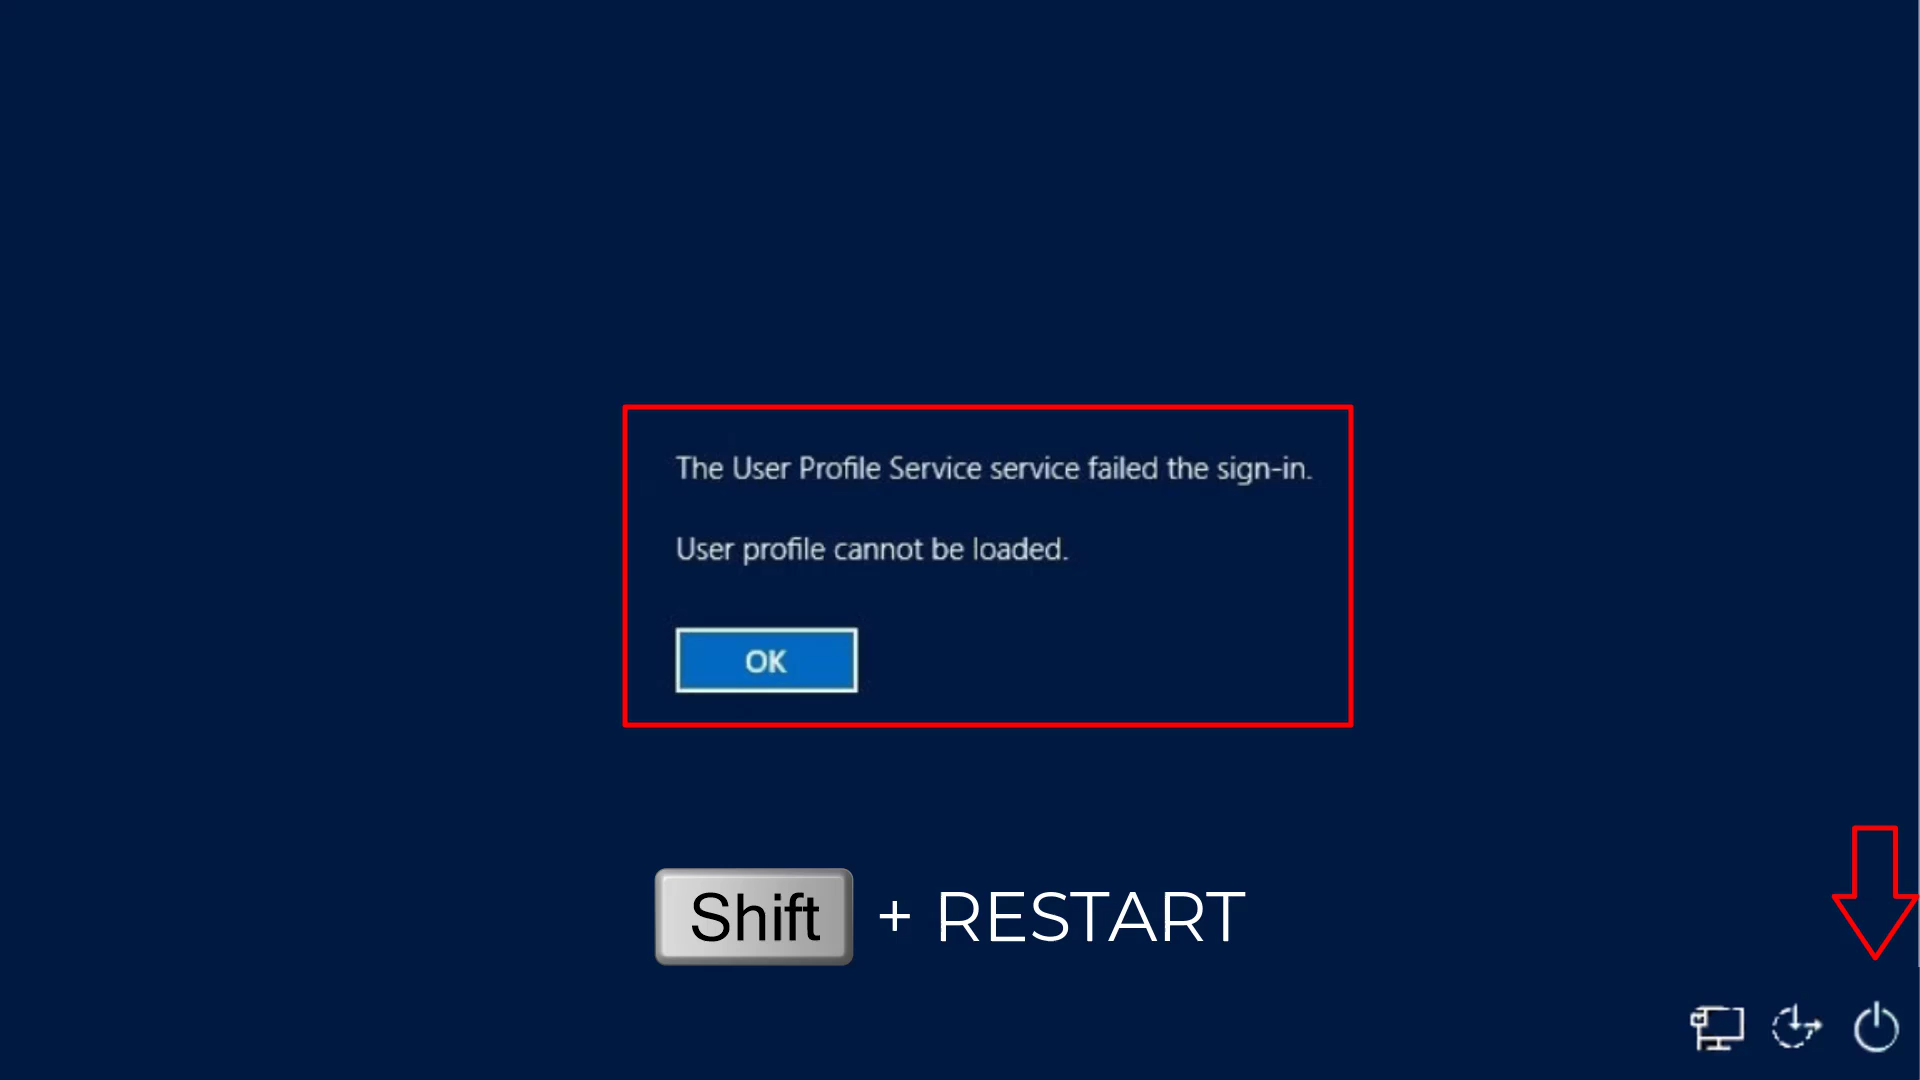 The User Profile Service service failed the sign-in.
User profile cannot be loaded.
OK
Shift + RESTART